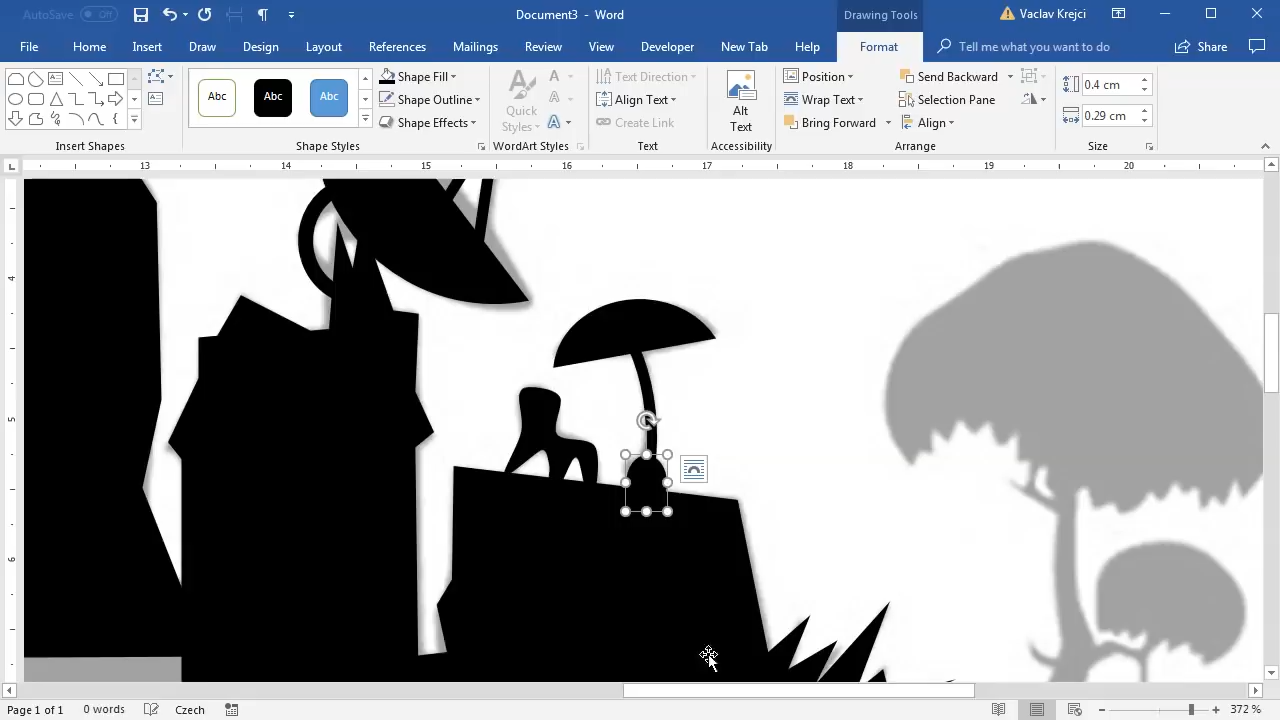 AutoSave Off
Document3 - Word
Drawing Tools
Vaclav Krejci
File Home Insert Draw Design Layout References Mailings Review View Developer New Tab Help Format Tell me what you want to do Share
Abc Abc Abc
Shape Fill
Shape Outline
Shape Effects
Quick Styles
A
A
A
Text Direction
Align Text
Create Link
Alt Text
Position
Wrap Text
Bring Forward
Send Backward
Selection Pane
Align
0.4 cm
0.29 cm
Insert Shapes Shape Styles WordArt Styles Text Accessibility Arrange Size
L 13 14 15 16 17 18 19 20
4
5
6
Page 1 of 1 0 words Czech 372 %